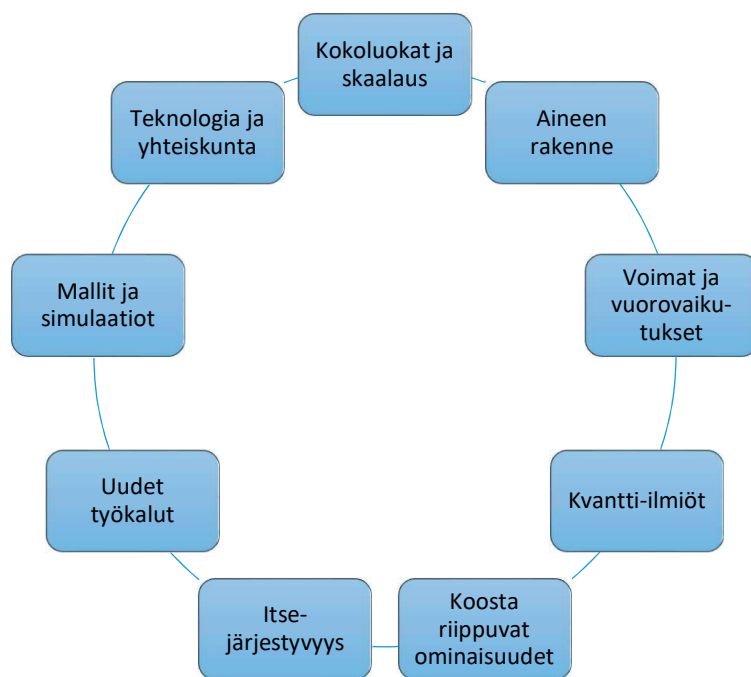 Kokoluokat ja
skaalaus
Aineen
rakenne
Voimat ja
vuorovaiku-
tukset
Kvantti-ilmiöt
Koosta
riippuvat
ominaisuudet
Itse-
järjestyvyys
Uudet
työkalut
Mallit ja
simulaatiot
Teknologia ja
yhteiskunta